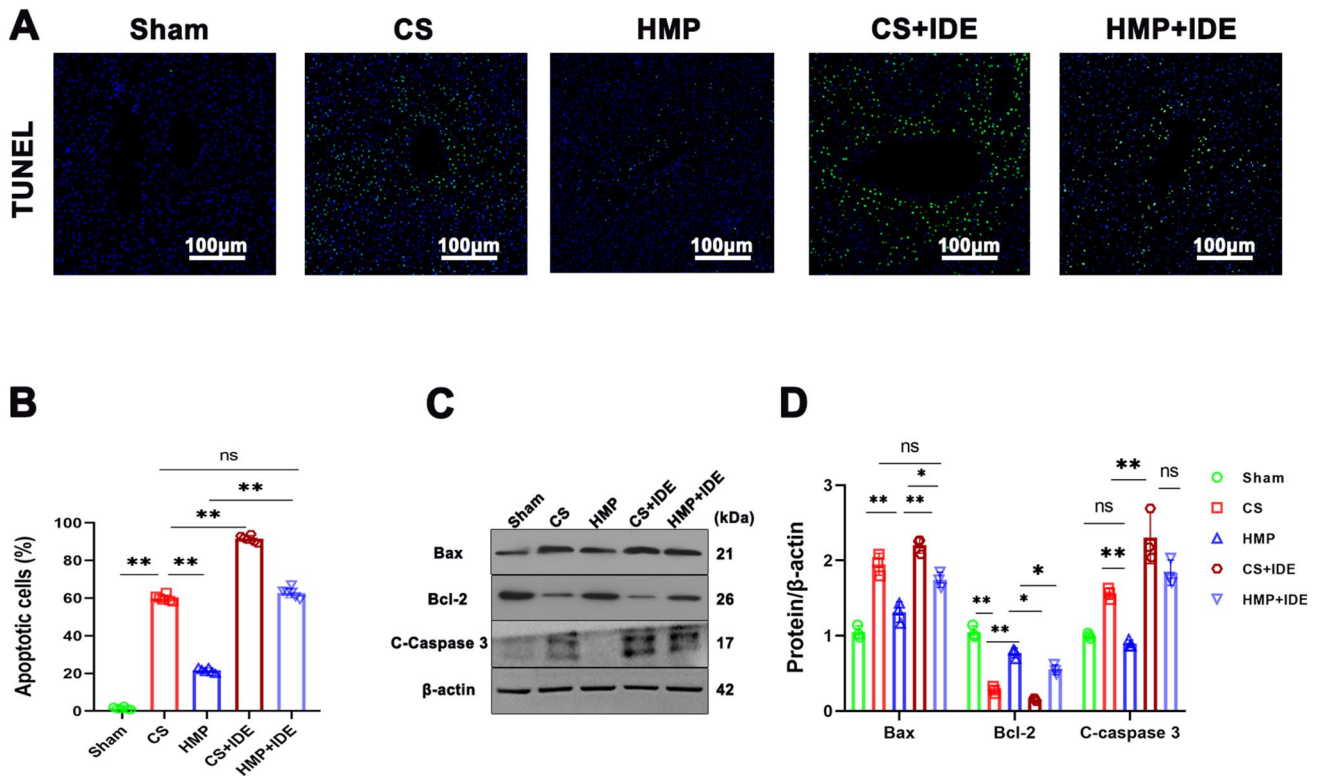 A
Sham
CS
HMP
CS+IDE
HMP+IDE
TUNEL
100μm
100μm
100μm
100μm
100μm
B
Apoptotic cells (%)
100
80
60
40
20
0
ns
**
**
**
**
Sham
CS
HMP
CS+IDE
HMP+IDE
C
Sham
CS
HMP
CS+IDE
HMP+IDE
(kDa)
Bax
21
Bcl-2
26
C-Caspase 3
17
β-actin
42
D
Protein/β-actin
3
2
1
0
ns
*
**
**
*
**
*
**
**
ns
ns
**
Bax
Bcl-2
C-caspase 3
Sham
CS
HMP
CS+IDE
HMP+IDE